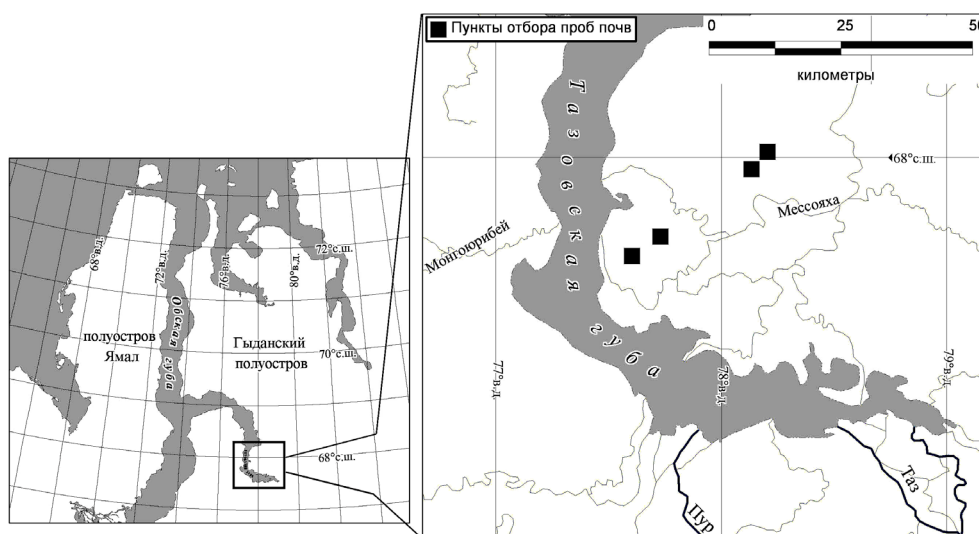 68°в.д.
72°в.д.
76°в.д.
80°в.д.
72°с.ш.
Обская губа
полуостров
Ямал
Гыданский
полуостров
70°с.ш.
68°с.ш.
Пункты отбора проб почв
0 25 50
километры
Тазовская губа
68°с.ш.
Мессояха
Монгоюрибей
77°в.д.
78°в.д.
79°в.д.
Пур
Таз